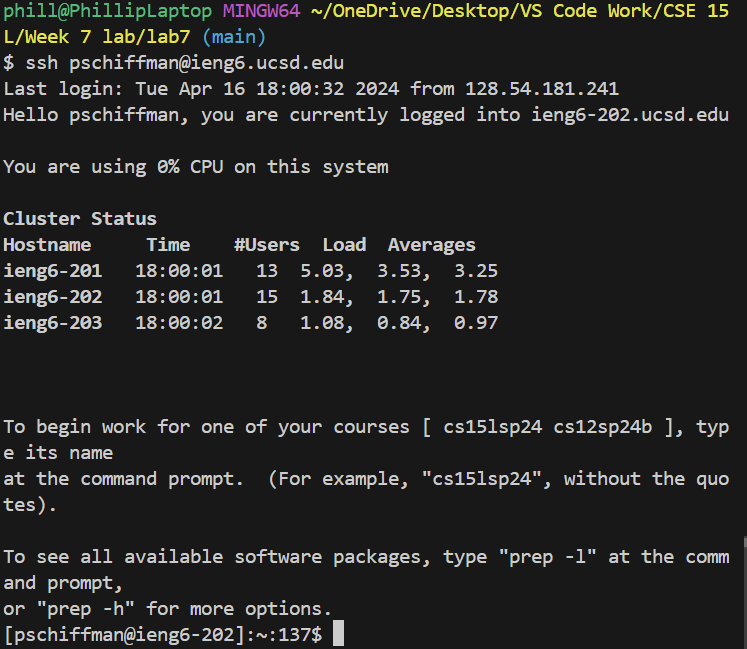 phill@PhillipLaptop MINGW64 ~/OneDrive/Desktop/VS Code Work/CSE 15
L/Week 7 lab/lab7 (main)
$ ssh pschiffman@ieng6.ucsd.edu
Last login: Tue Apr 16 18:00:32 2024 from 128.54.181.241
Hello pschiffman, you are currently logged into ieng6-202.ucsd.edu
You are using 0% CPU on this system
Cluster Status
Hostname     Time    #Users  Load  Averages
ieng6-201   18:00:01   13  5.03,  3.53,  3.25
ieng6-202   18:00:01   15  1.84,  1.75,  1.78
ieng6-203   18:00:02   8   1.08,  0.84,  0.97
To begin work for one of your courses [ cs15lsp24 cs12sp24b ], typ
e its name
at the command prompt.  (For example, "cs15lsp24", without the quo
tes).
To see all available software packages, type "prep -l" at the comm
and prompt,
or "prep -h" for more options.
[pschiffman@ieng6-202]:~:137$